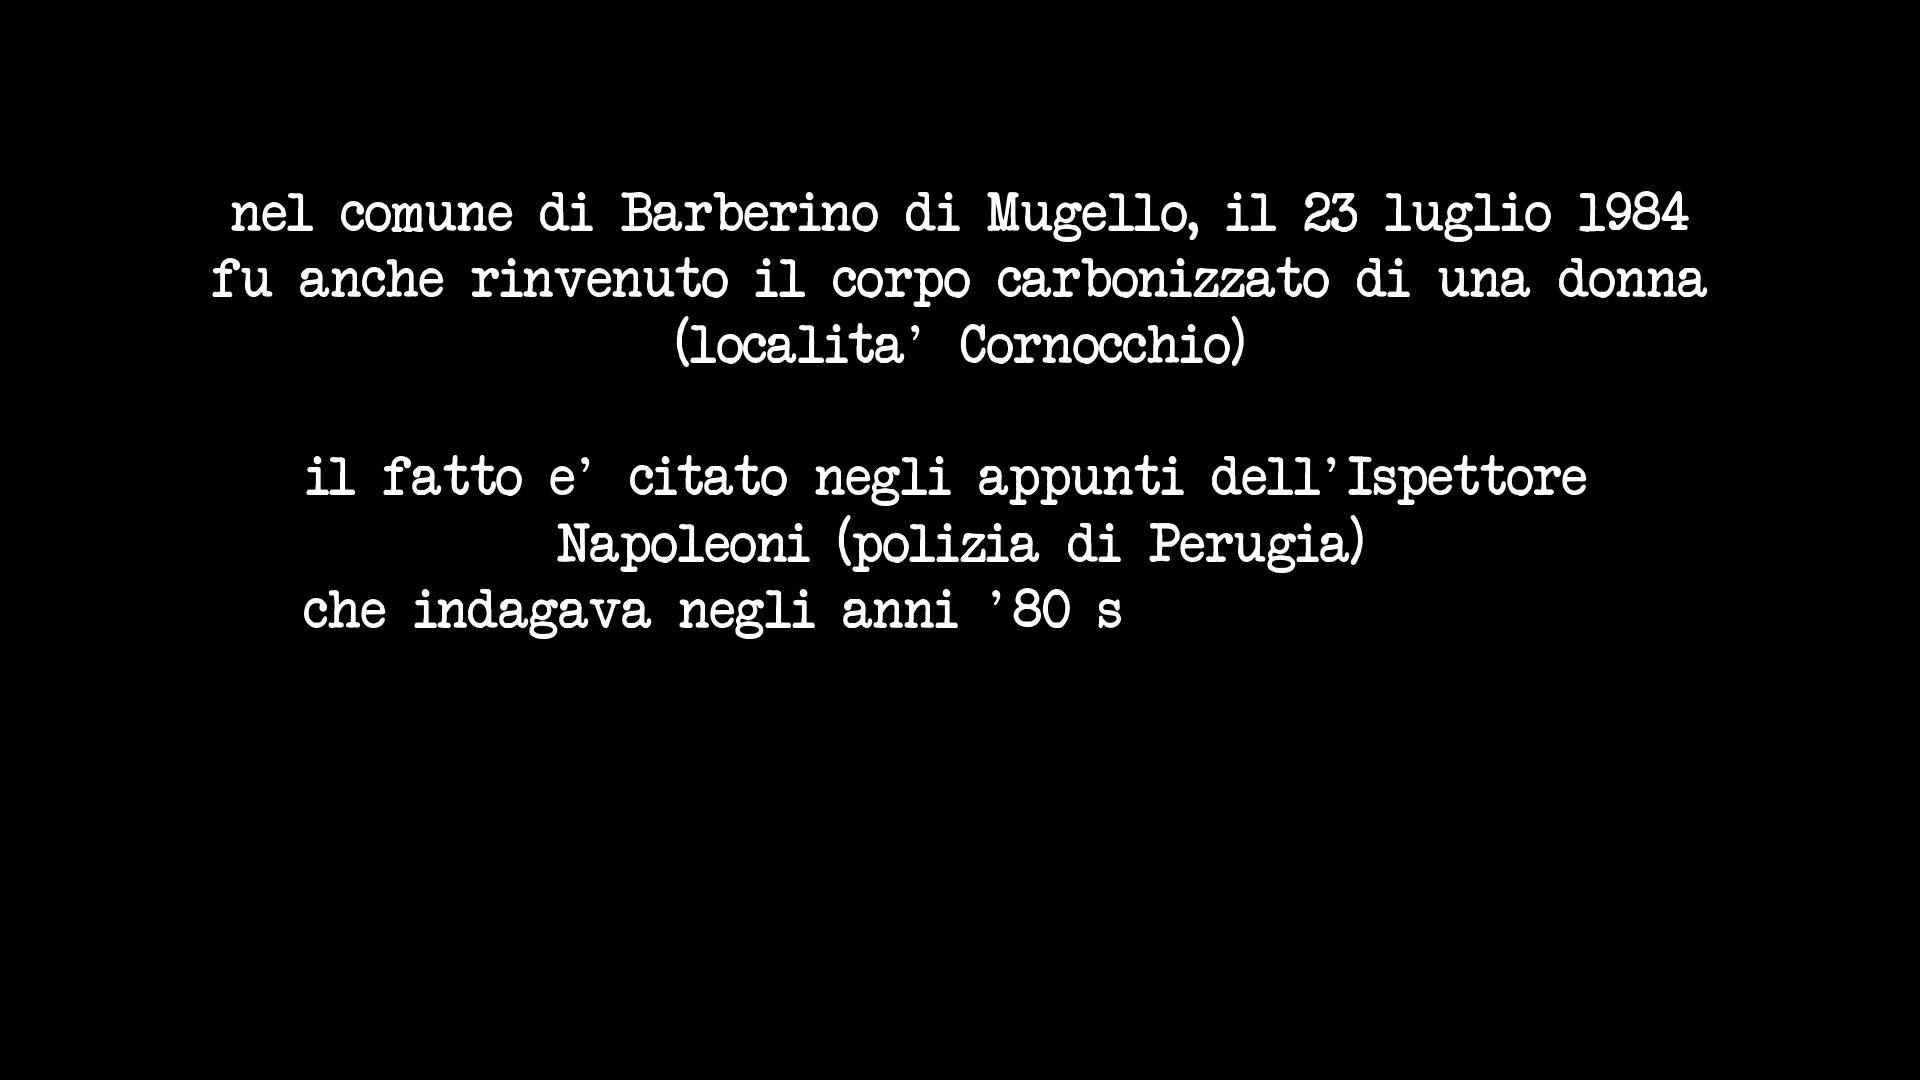 nel comune di Barberino di Mugello, il 23 luglio 1984
fu anche rinvenuto il corpo carbonizzato di una donna
(localita’ Cornocchio)
il fatto e’ citato negli appunti dell’Ispettore
Napoleoni (polizia di Perugia)
che indagava negli anni ’80 s